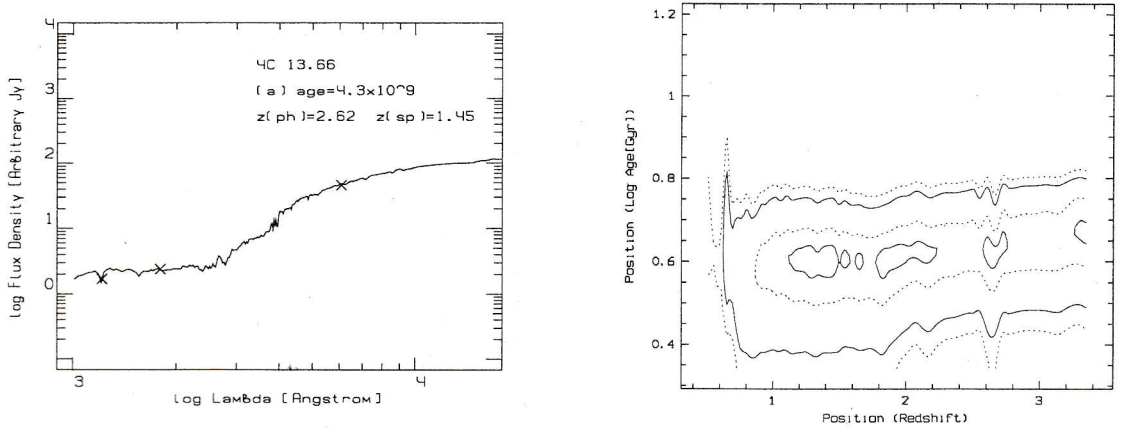 4
3
2
1
0
3
4
log Flux Density [Arbitrary Jy]
log Lambda [Angstrom]
4C 13.66
(a) age=4.3x10^9
z(ph)=2.62 z(sp)=1.45
1.2
1
0.8
0.6
0.4
1
2
3
Position (Log Age[Gyr])
Position (Redshift)